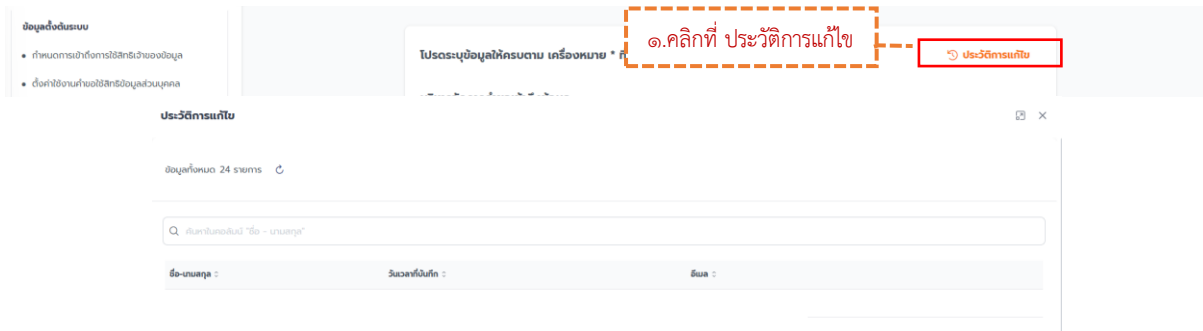 ข้อมูลตั้งต้นระบบ
• กำหนดการเข้าถึงการใช้สิทธิเจ้าของข้อมูล
• ตั้งค่าใช้งานคำขอใช้สิทธิข้อมูลส่วนบุคคล
โปรดระบุข้อมูลให้ครบตาม เครื่องหมาย * ที่
๑.คลิกที่ ประวัติการแก้ไข
ประวัติการแก้ไข
ประวัติการแก้ไข
ข้อมูลทั้งหมด 24 รายการ
ค้นหาในคอลัมน์ "ชื่อ - นามสกุล"
ชื่อ-นามสกุล วันเวลาที่บันทึก อีเมล